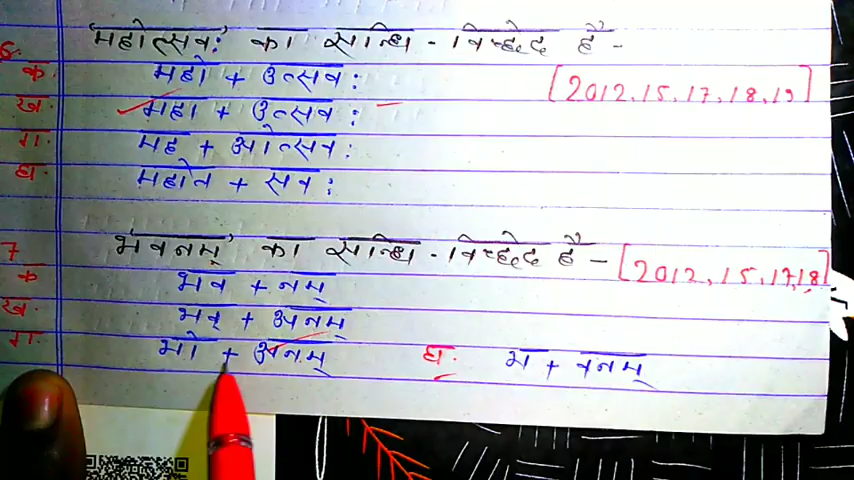 6. 'महोत्सवः' का सन्धि - विच्छेद है -
क. महो + उत्सवः [2012, 15, 17, 18, 19]
ख. महा + उत्सवः
ग. मह + ओत्सवः
घ. महोत + सवः
7 'भवनम्' का सन्धि - विच्छेद है - [2012, 15, 17, 18]
क भव + नम्
ख. भव् + अनम्
ग. भो + अनम् घ. भ + वनम्